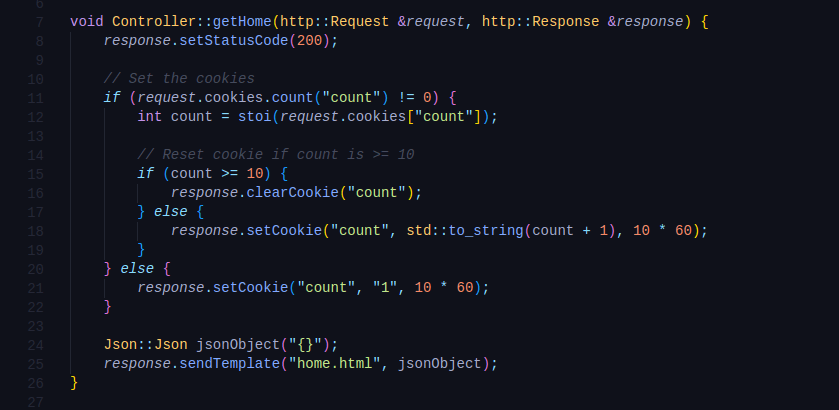 6
7 void Controller::getHome(http::Request &request, http::Response &response) {
8     response.setStatusCode(200);
9
10     // Set the cookies
11     if (request.cookies.count("count") != 0) {
12         int count = stoi(request.cookies["count"]);
13
14         // Reset cookie if count is >= 10
15         if (count >= 10) {
16             response.clearCookie("count");
17         } else {
18             response.setCookie("count", std::to_string(count + 1), 10 * 60);
19         }
20     } else {
21         response.setCookie("count", "1", 10 * 60);
22     }
23
24     Json::Json jsonObject("{}");
25     response.sendTemplate("home.html", jsonObject);
26 }
27